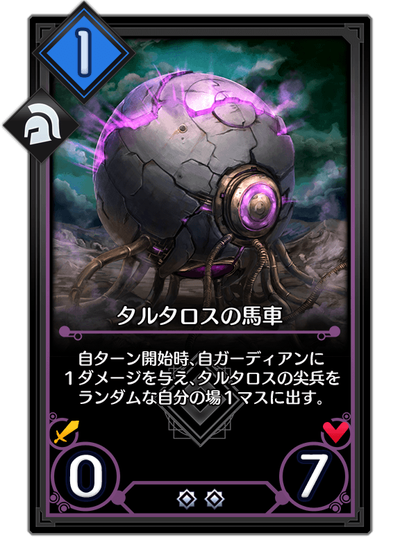 1
タルタロスの馬車
自ターン開始時、自ガーディアンに
1ダメージを与え、タルタロスの尖兵を
ランダムな自分の場1マスに出す。
0 7